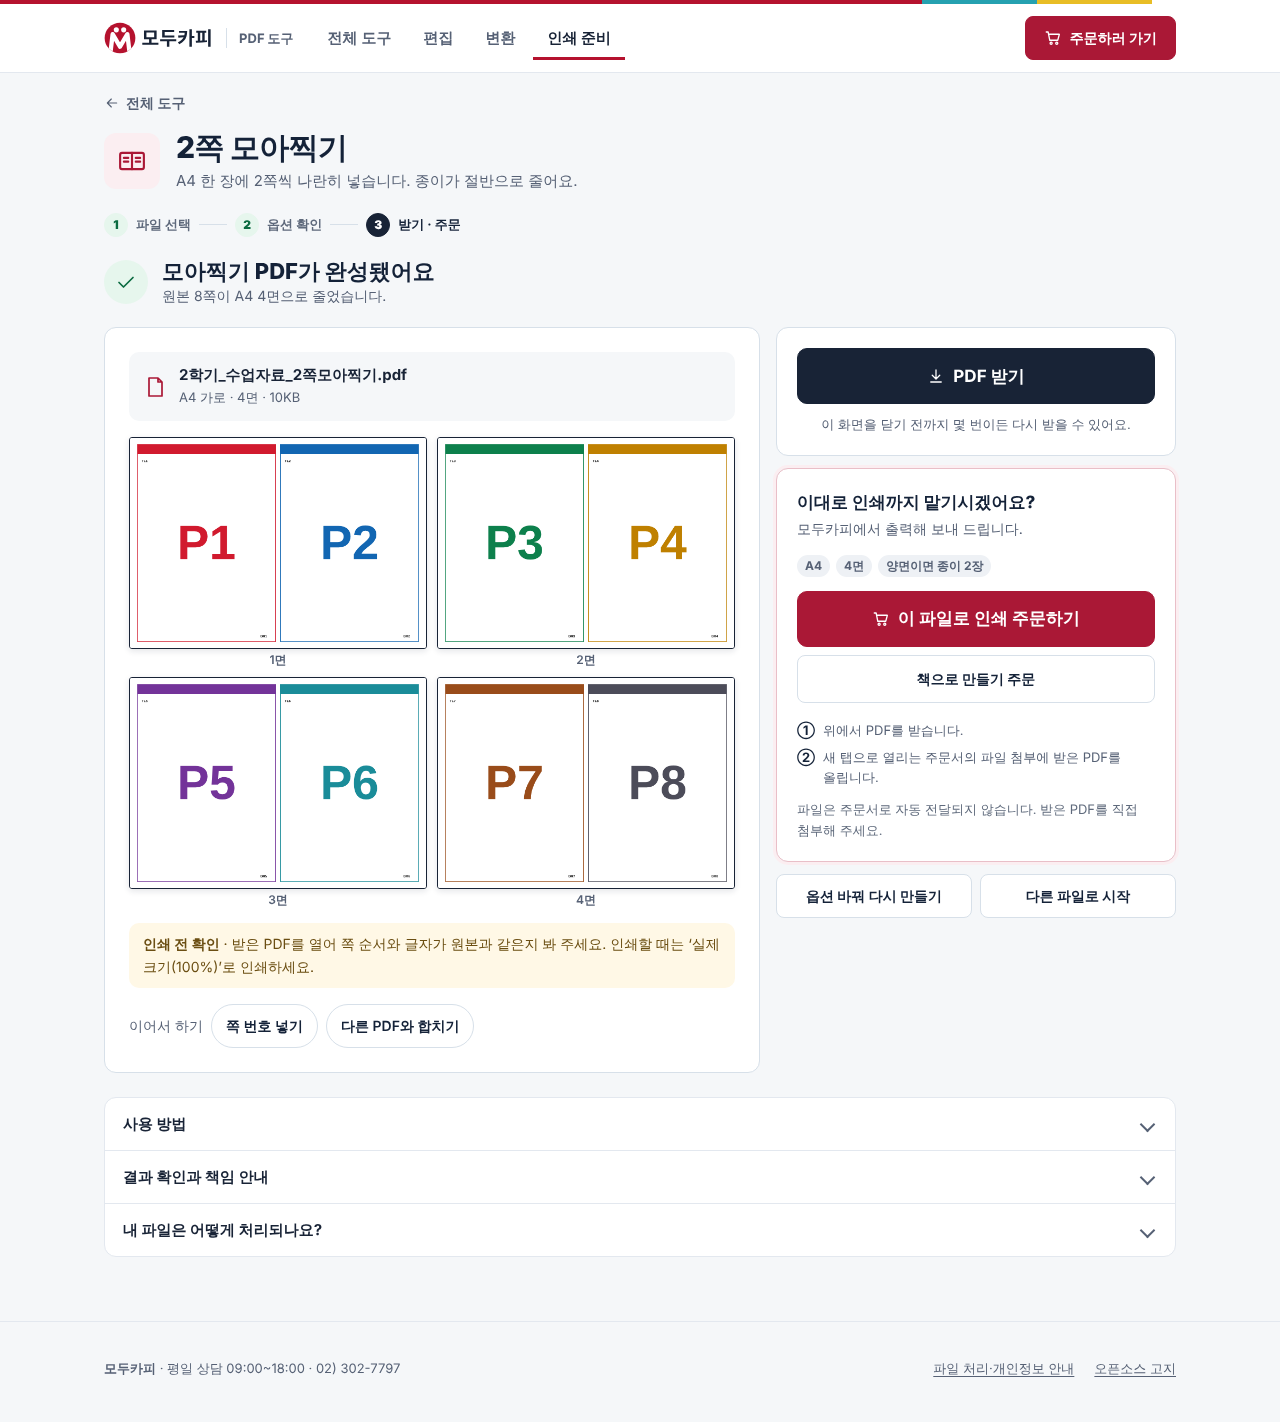 모두카피
PDF 도구
전체 도구
편집
변환
인쇄 준비
주문하러 가기
← 전체 도구
2쪽 모아찍기
A4 한 장에 2쪽씩 나란히 넣습니다. 종이가 절반으로 줄어요.
1 파일 선택
2 옵션 확인
3 받기 · 주문
모아찍기 PDF가 완성됐어요
원본 8쪽이 A4 4면으로 줄었습니다.
2학기_수업자료_2쪽모아찍기.pdf
A4 가로 · 4면 · 10KB
P1 P2
P3 P4
1면
2면
P5 P6
P7 P8
3면
4면
인쇄 전 확인 · 받은 PDF를 열어 쪽 순서와 글자가 원본과 같은지 봐 주세요. 인쇄할 때는 ‘실제
크기(100%)’로 인쇄하세요.
이어서 하기
쪽 번호 넣기
다른 PDF와 합치기
PDF 받기
이 화면을 닫기 전까지 몇 번이든 다시 받을 수 있어요.
이대로 인쇄까지 맡기시겠어요?
모두카피에서 출력해 보내 드립니다.
A4
4면
양면이면 종이 2장
이 파일로 인쇄 주문하기
책으로 만들기 주문
① 위에서 PDF를 받습니다.
② 새 탭으로 열리는 주문서의 파일 첨부에 받은 PDF를
올립니다.
파일은 주문서로 자동 전달되지 않습니다. 받은 PDF를 직접
첨부해 주세요.
옵션 바꿔 다시 만들기
다른 파일로 시작
사용 방법
결과 확인과 책임 안내
내 파일은 어떻게 처리되나요?
모두카피 · 평일 상담 09:00~18:00 · 02) 302-7797
파일 처리·개인정보 안내
오픈소스 고지